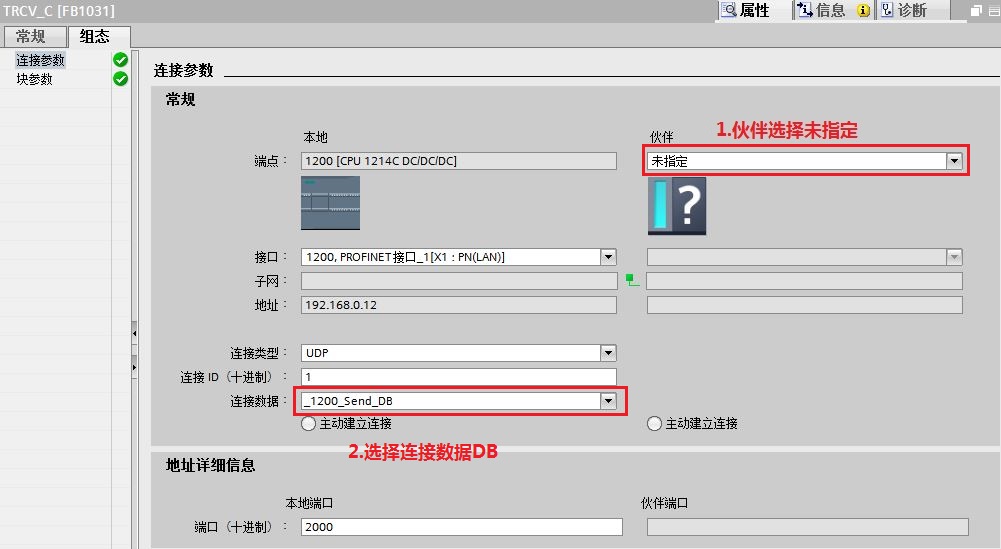 TRCV_C [FB1031]
属性
信息
诊断
常规
组态
连接参数
块参数
连接参数
常规
本地
伙伴
1.伙伴选择未指定
端点：
1200 [CPU 1214C DC/DC/DC]
未指定
?
接口：
1200, PROFINET接口_1[X1 : PN(LAN)]
子网：
地址：
192.168.0.12
连接类型：
UDP
连接 ID（十进制）：
1
连接数据：
_1200_Send_DB
主动建立连接
主动建立连接
2.选择连接数据DB
地址详细信息
本地端口
伙伴端口
端口（十进制）：
2000